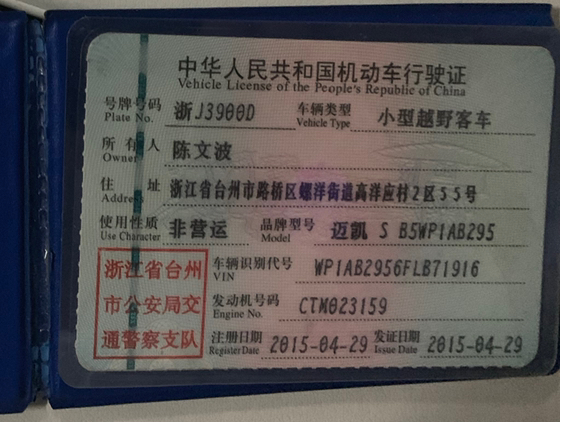 中华人民共和国机动车行驶证
Vehicle License of the People's Republic of China
号牌号码 浙J3900D 车辆类型 小型越野客车
Plate No. Vehicle Type
所有人 陈文波
Owner
住址 浙江省台州市路桥区螺洋街道高洋应村2区55号
Address
使用性质 非营运 品牌型号 迈凯 S B5WP1AB295
Use Character Model
浙江省台州
市公安局交
通警察支队
车辆识别代号 WP1AB2956FLB71916
VIN
发动机号码 CTM023159
Engine No.
注册日期 2015-04-29 发证日期 2015-04-29
Register Date Issue Date